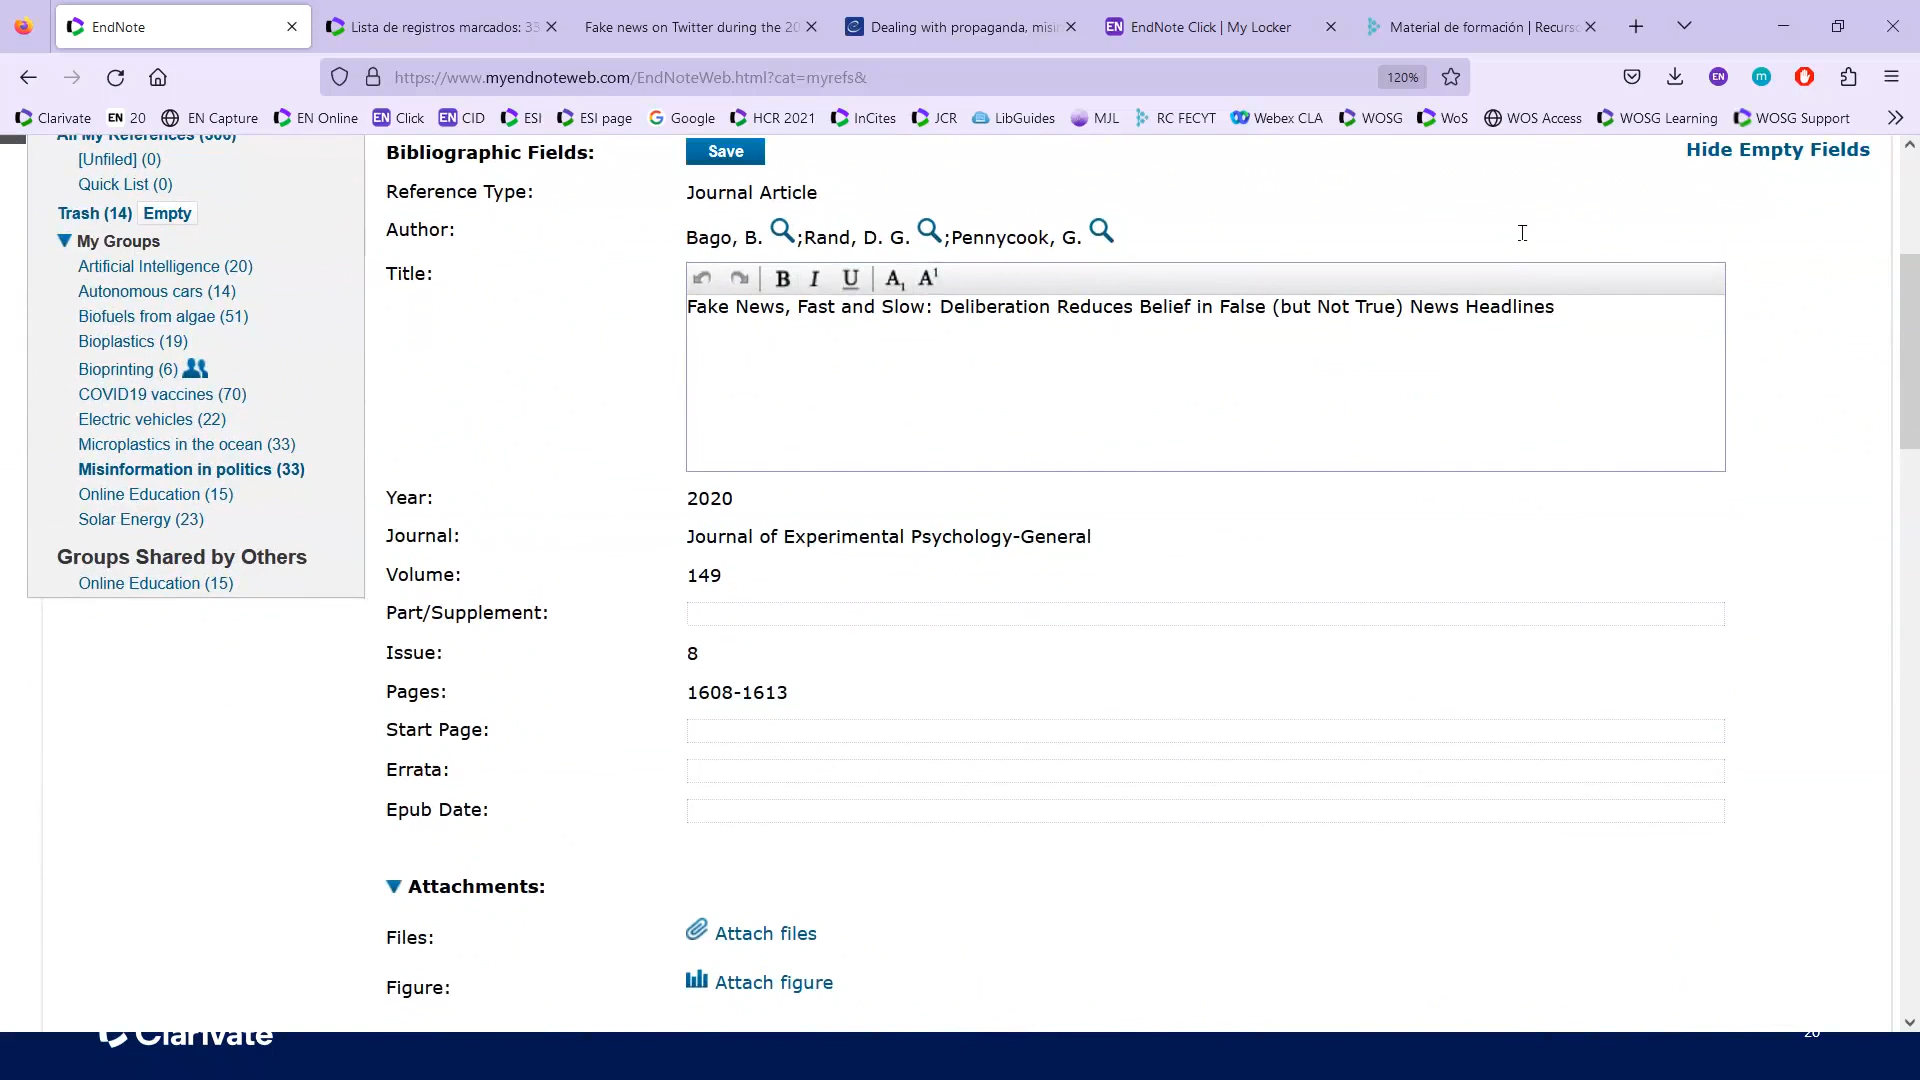 EndNote
Lista de registros marcados: 33
Fake news on Twitter during the 20
Dealing with propaganda, misin
EN EndNote Click | My Locker
Material de formación | Recurso
https://www.myendnoteweb.com/EndNoteWeb.html?cat=myrefs&
120%
Clarivate
EN 20
EN Capture
EN Online
EN Click
EN CID
ESI
ESI page
Google
HCR 2021
InCites
JCR
LibGuides
MJL
RC FECYT
Webex CLA
WOSG
WoS
WOS Access
WOSG Learning
WOSG Support
[Unfiled] (0)
Quick List (0)
Trash (14) Empty
My Groups
Artificial Intelligence (20)
Autonomous cars (14)
Biofuels from algae (51)
Bioplastics (19)
Bioprinting (6)
COVID19 vaccines (70)
Electric vehicles (22)
Microplastics in the ocean (33)
Misinformation in politics (33)
Online Education (15)
Solar Energy (23)
Groups Shared by Others
Online Education (15)
Bibliographic Fields: Save Hide Empty Fields
Reference Type: Journal Article
Author: Bago, B. ;Rand, D. G. ;Pennycook, G.
Title:
B I U A1 A1
Fake News, Fast and Slow: Deliberation Reduces Belief in False (but Not True) News Headlines
Year: 2020
Journal: Journal of Experimental Psychology-General
Volume: 149
Part/Supplement:
Issue: 8
Pages: 1608-1613
Start Page:
Errata:
Epub Date:
Attachments:
Files: Attach files
Figure: Attach figure
Clarivate